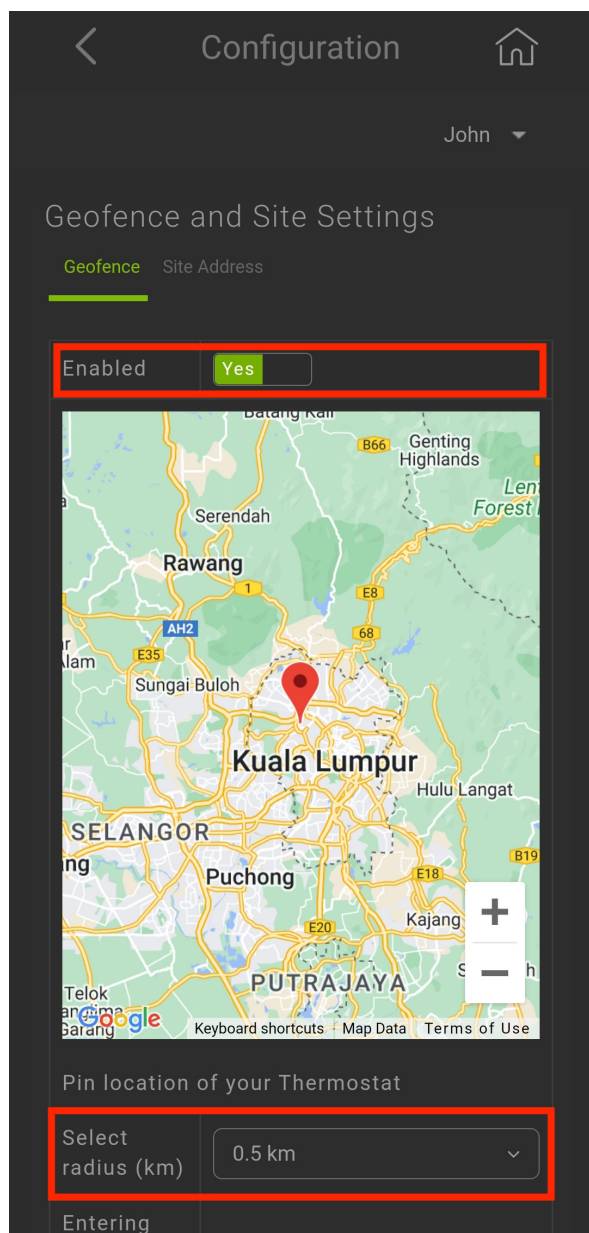 Configuration
John
Geofence and Site Settings
Geofence Site Address
Enabled Yes
Batang Kali
B66 Genting
Highlands
Serendah
Forest
Rawang
1
E8
AH2
68
E35
Alam
Sungai Buloh
Kuala Lumpur
Hulu Langat
SELANGOR
Puchong
B19
E18
Kajang
E20
PUTRAJAYA
Telok
Google
Keyboard shortcuts Map Data Terms of Use
Pin location of your Thermostat
Select
radius (km)
0.5 km
Entering